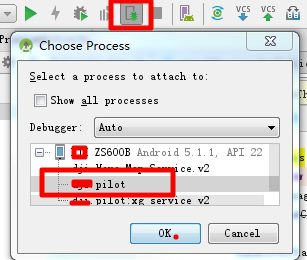 VCS VCS
Choose Process
Select a process to attach to:
Show all processes
Debugger: Auto
ZS600B Android 5.1.1, API 22
pilot
pilot:xg_service_v2
OK Cancel